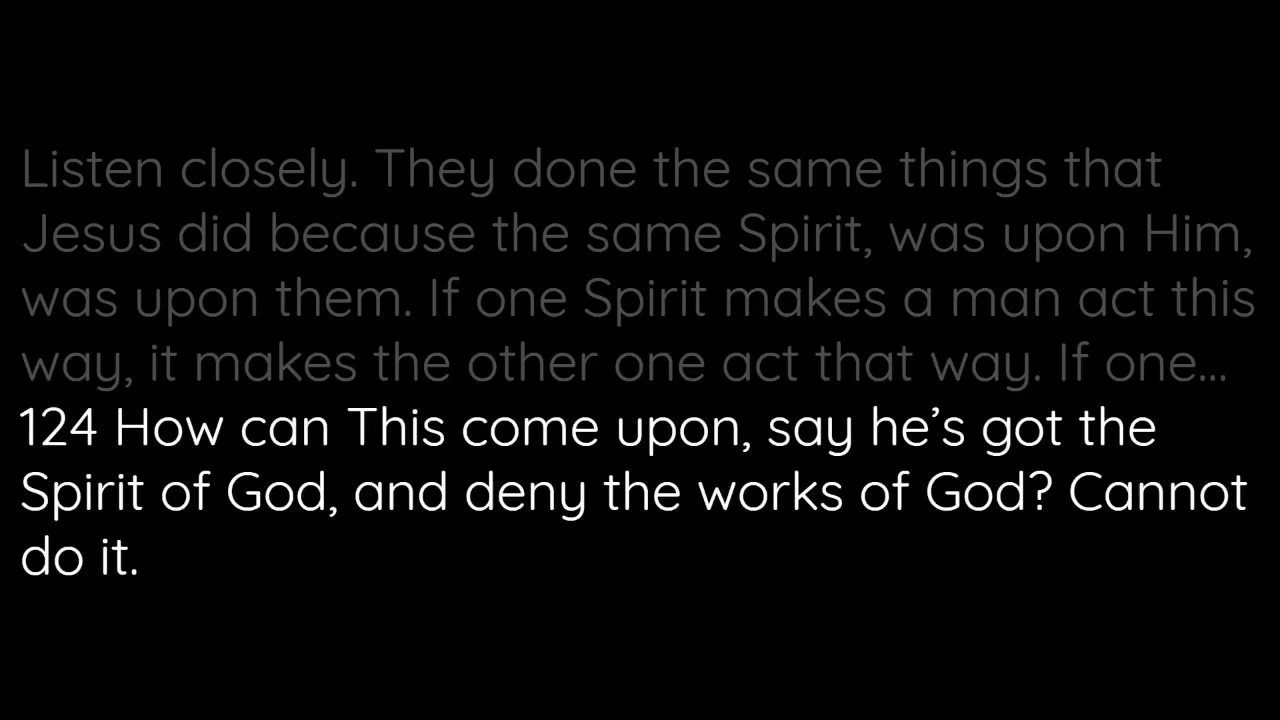 Listen closely. They done the same things that
Jesus did because the same Spirit, was upon Him,
was upon them. If one Spirit makes a man act this
way, it makes the other one act that way. If one...
124 How can This come upon, say he’s got the
Spirit of God, and deny the works of God? Cannot
do it.